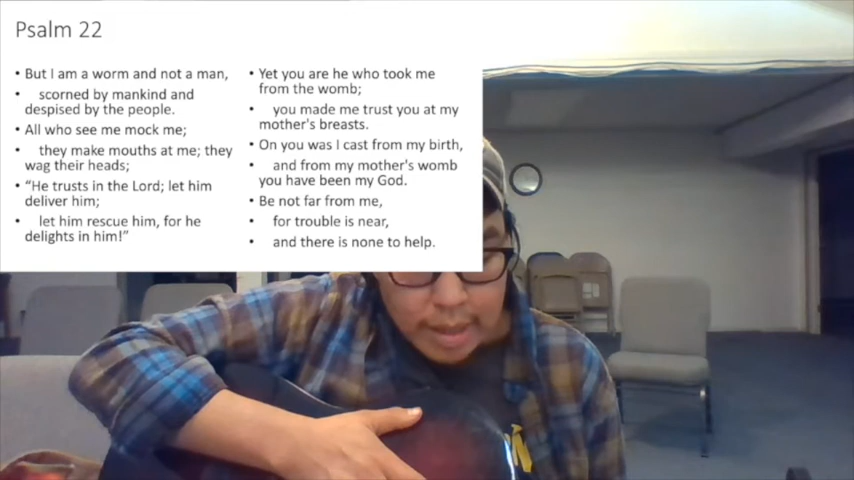 Psalm 22
• But I am a worm and not a man,
• scorned by mankind and
despised by the people.
• All who see me mock me;
• they make mouths at me; they
wag their heads;
• “He trusts in the Lord; let him
deliver him;
• let him rescue him, for he
delights in him!”
• Yet you are he who took me
from the womb;
• you made me trust you at my
mother's breasts.
• On you was I cast from my birth,
• and from my mother's womb
you have been my God.
• Be not far from me,
• for trouble is near,
• and there is none to help.